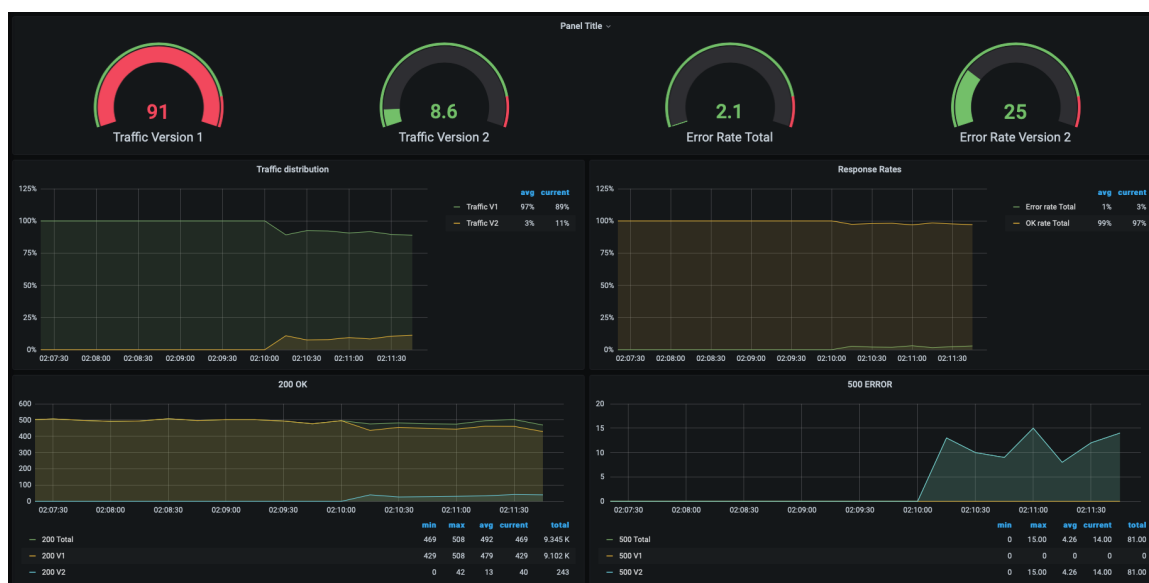 Panel Title
91
Traffic Version 1
8.6
Traffic Version 2
2.1
Error Rate Total
25
Error Rate Version 2
Traffic distribution
125%
100%
75%
50%
25%
0%
02:07:30 02:08:00 02:08:30 02:09:00 02:09:30 02:10:00 02:10:30 02:11:00 02:11:30
avg current
Traffic V1 97% 89%
Traffic V2 3% 11%
Response Rates
125%
100%
75%
50%
25%
0%
02:07:30 02:08:00 02:08:30 02:09:00 02:09:30 02:10:00 02:10:30 02:11:00 02:11:30
avg current
Error rate Total 1% 3%
OK rate Total 99% 97%
200 OK
600
500
400
300
200
100
0
02:07:30 02:08:00 02:08:30 02:09:00 02:09:30 02:10:00 02:10:30 02:11:00 02:11:30
min max avg current total
200 Total 469 508 492 469 9.345 K
200 V1 429 508 479 429 9.102 K
200 V2 0 42 13 40 243
500 ERROR
20
15
10
5
0
02:07:30 02:08:00 02:08:30 02:09:00 02:09:30 02:10:00 02:10:30 02:11:00 02:11:30
min max avg current total
500 Total 0 15.00 4.26 14.00 81.00
500 V1 0 0 0 0 0
500 V2 0 15.00 4.26 14.00 81.00